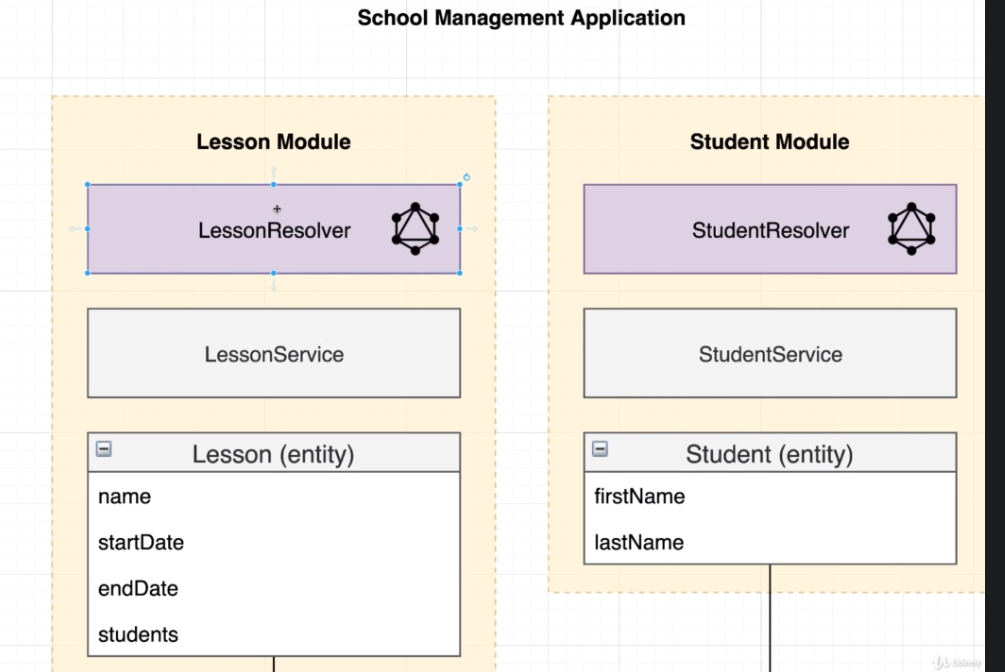 School Management Application
Lesson Module
LessonResolver
LessonService
Lesson (entity)
name
startDate
endDate
students
Student Module
StudentResolver
StudentService
Student (entity)
firstName
lastName
Udemy